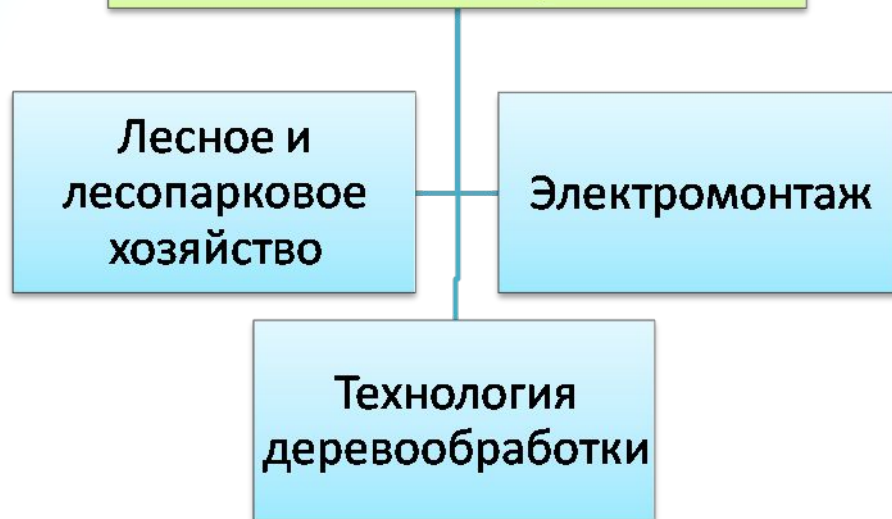 Лесное и
лесопарковое
хозяйство
Электромонтаж
Технология
деревообработки